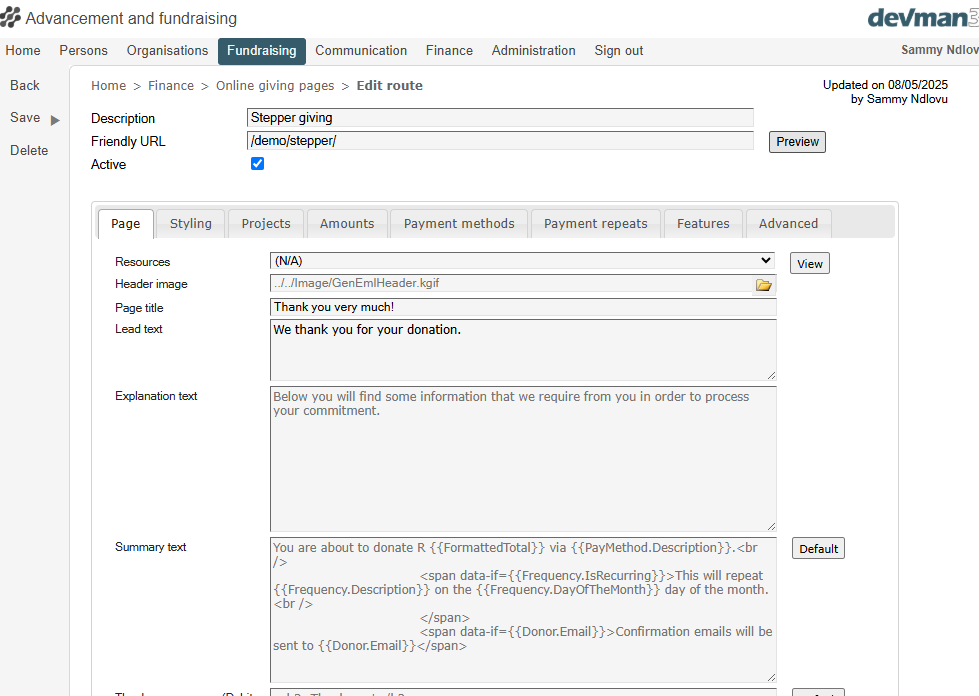 Advancement and fundraising
devman3
Home Persons Organisations Fundraising Communication Finance Administration Sign out Sammy Ndlov
Back
Save
Delete
Home > Finance > Online giving pages > Edit route
Updated on 08/05/2025
by Sammy Ndlovu
Description Stepper giving
Friendly URL /demo/stepper/ Preview
Active
Page Styling Projects Amounts Payment methods Payment repeats Features Advanced
Resources (N/A) View
Header image ../../Image/GenEmlHeader.kgif
Page title Thank you very much!
Lead text We thank you for your donation.
Explanation text Below you will find some information that we require from you in order to process
your commitment.
Summary text You are about to donate R {{FormattedTotal}} via {{PayMethod.Description}}.<br
/>
Default
<span data-if={{Frequency.IsRecurring}}>This will repeat
{{Frequency.Description}} on the {{Frequency.DayOfTheMonth}} day of the month.
<br />
</span>
<span data-if={{Donor.Email}}>Confirmation emails will be
sent to {{Donor.Email}}</span>